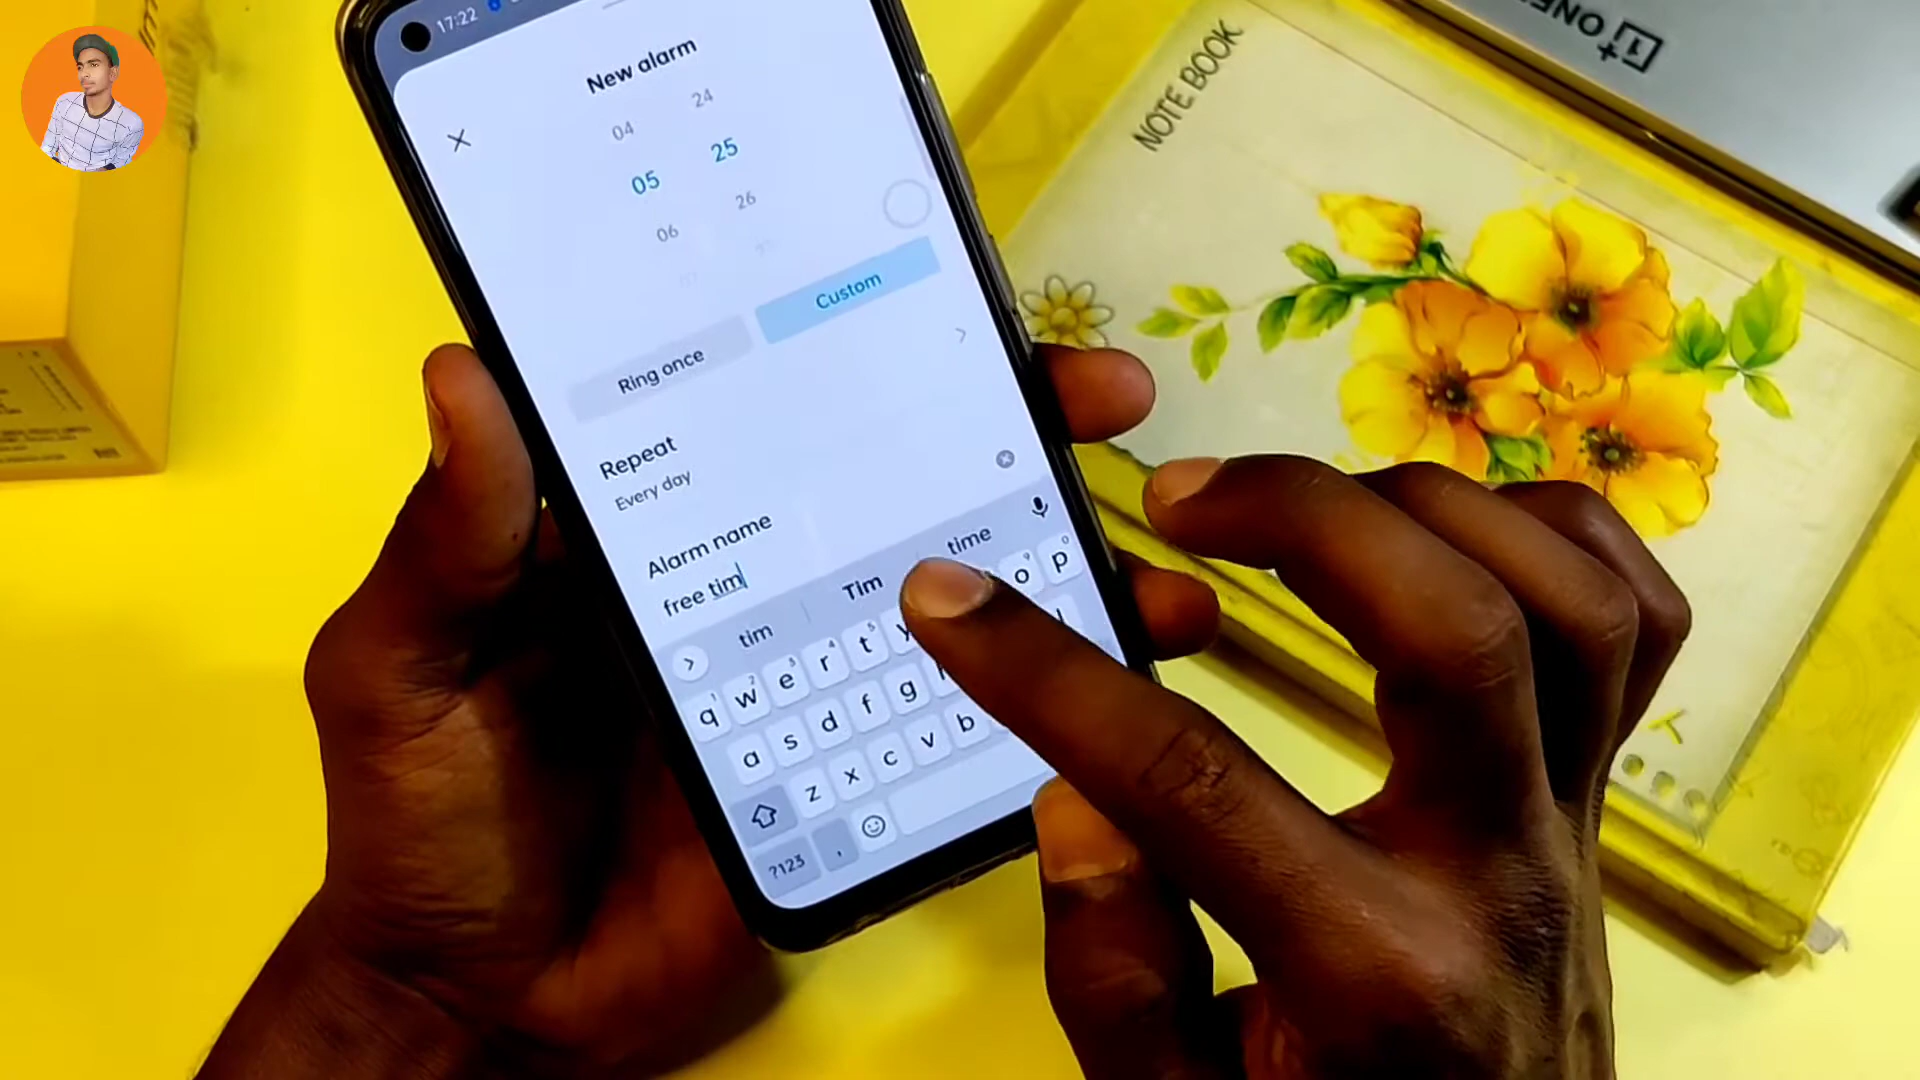 17:22
New alarm
04 24
05 25
06 26
Ring once Custom
Repeat
Every day
Alarm name
free tim
tim Tim time
q w e r t y o p
a s d f g
z x c v b
?123 ,
NOTE BOOK
ONEPL